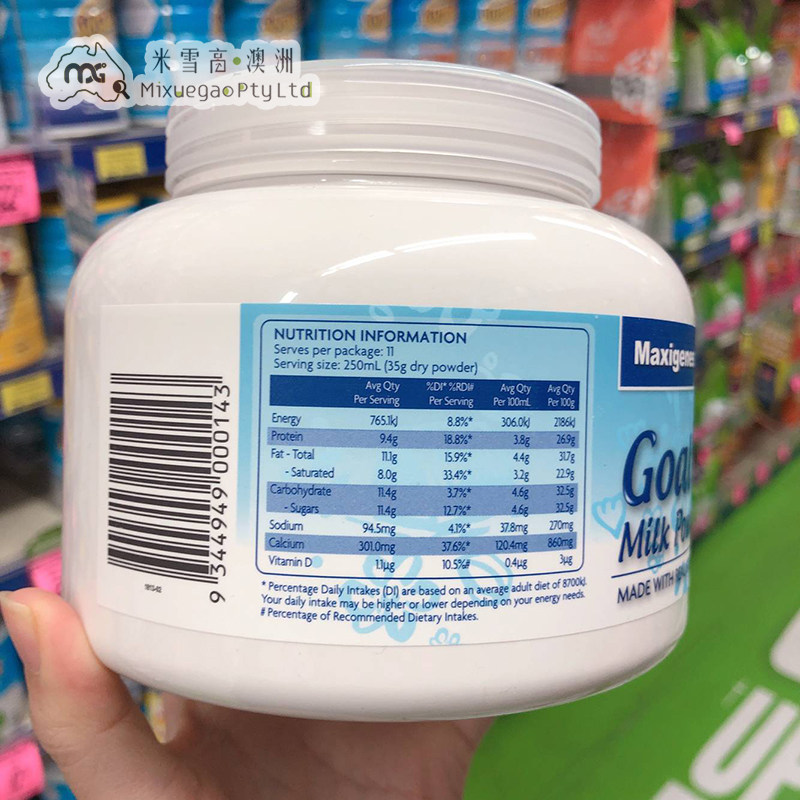 米雪高·澳洲
MG
MixuegaoPtyLtd
NUTRITION INFORMATION
Serves per package: 11
Serving size: 250mL (35g dry powder)
Avg Qty Per Serving %DI* %RDI# Per Serving Avg Qty Per 100mL Avg Qty Per 100g
Energy 765.1kJ 8.8%* 306.0kJ 2186kJ
Protein 9.4g 18.8%* 3.8g 26.9g
Fat - Total 11.1g 15.9%* 4.4g 31.7g
- Saturated 8.0g 33.4%* 3.2g 22.9g
Carbohydrate 11.4g 3.7%* 4.6g 32.5g
- Sugars 11.4g 12.7%* 4.6g 32.5g
Sodium 94.5mg 4.1%* 37.8mg 270mg
Calcium 301.0mg 37.6%* 120.4mg 860mg
Vitamin D 1.1μg 10.5%# 0.4μg 3μg
* Percentage Daily Intakes (DI) are based on an average adult diet of 8700kJ.
Your daily intake may be higher or lower depending on your energy needs.
# Percentage of Recommended Dietary Intakes.
9 344949 000143
Maxigenes
Goa
Milk Po
MADE WITH
UP